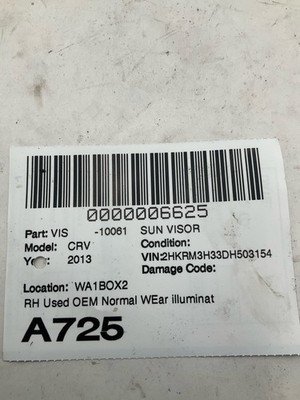 0000006625
Part: VIS -10061 SUN VISOR
Model: CRV Condition:
Year: 2013 VIN:2HKRM3H33DH503154
Damage Code:
Location: WA1BOX2
RH Used OEM Normal WEar illuminat
A725